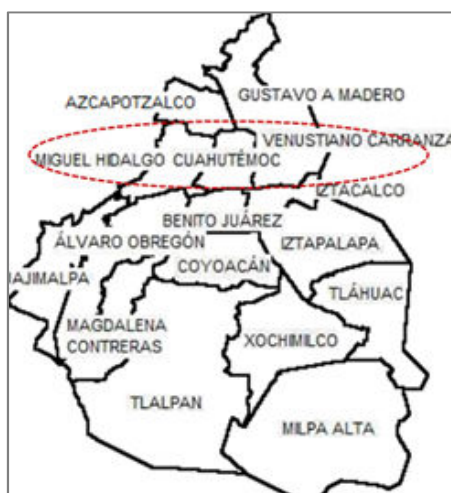 GUSTAVO A MADERO
AZCAPOTZALCO
VENUSTIANO CARRANZA
MIGUEL HIDALGO
CUAHUTÉMOC
IZTACALCO
BENITO JUÁREZ
ÁLVARO OBREGÓN
IZTAPALAPA
COYOACÁN
AJIMALPA
TLÁHUAC
MAGDALENA
CONTRERAS
XOCHIMILCO
TLALPAN
MILPA ALTA